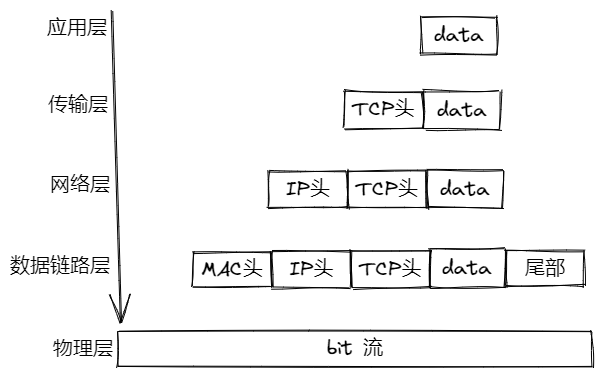 应用层 data
传输层 TCP头 data
网络层 IP头 TCP头 data
数据链路层 MAC头 IP头 TCP头 data 尾部
物理层 bit 流